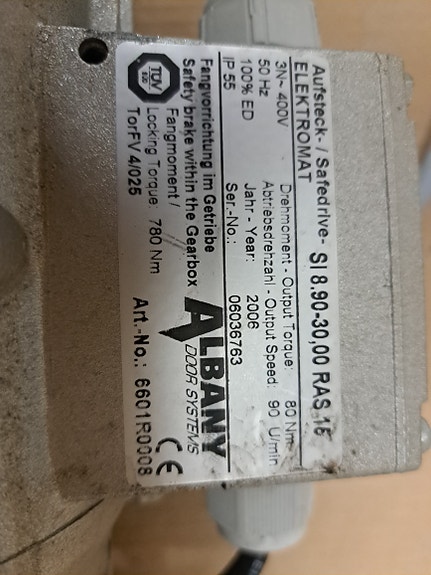 Aufsteck- / Safedrive- SI 8.90-30,00 RAS 15
ELEKTROMAT
3N~ 400V Drehmoment - Output Torque: 80 Nm
50 Hz Abtriebsdrehzahl - Output Speed: 90 U/min
100% ED Jahr - Year: 2006
IP 55 Ser.-No.: 06036763
Fangvorrichtung im Getriebe
Safety brake within the Gearbox
Fangmoment /
Locking Torque: 780 Nm
TorFV 4/025
TÜV
ALBANY
DOOR SYSTEMS
Art.-No.: 6601R0008
CE